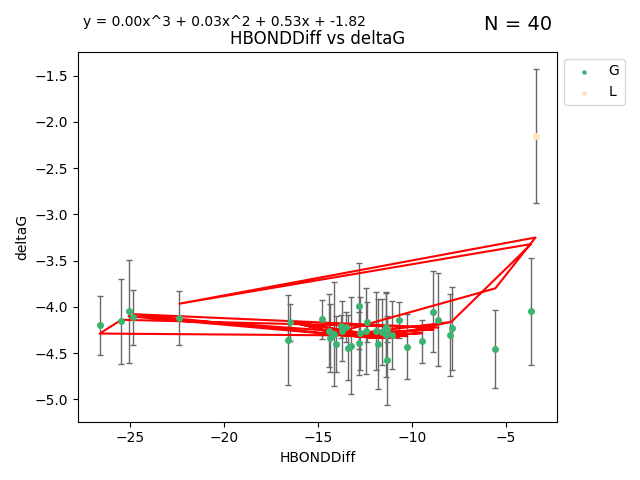 y = 0.00x^3 + 0.03x^2 + 0.53x + -1.82
N = 40
HBONDDiff vs deltaG
G
L
−1.5
−2.0
−2.5
−3.0
−3.5
−4.0
−4.5
−5.0
deltaG
−25
−20
−15
−10
−5
HBONDDiff